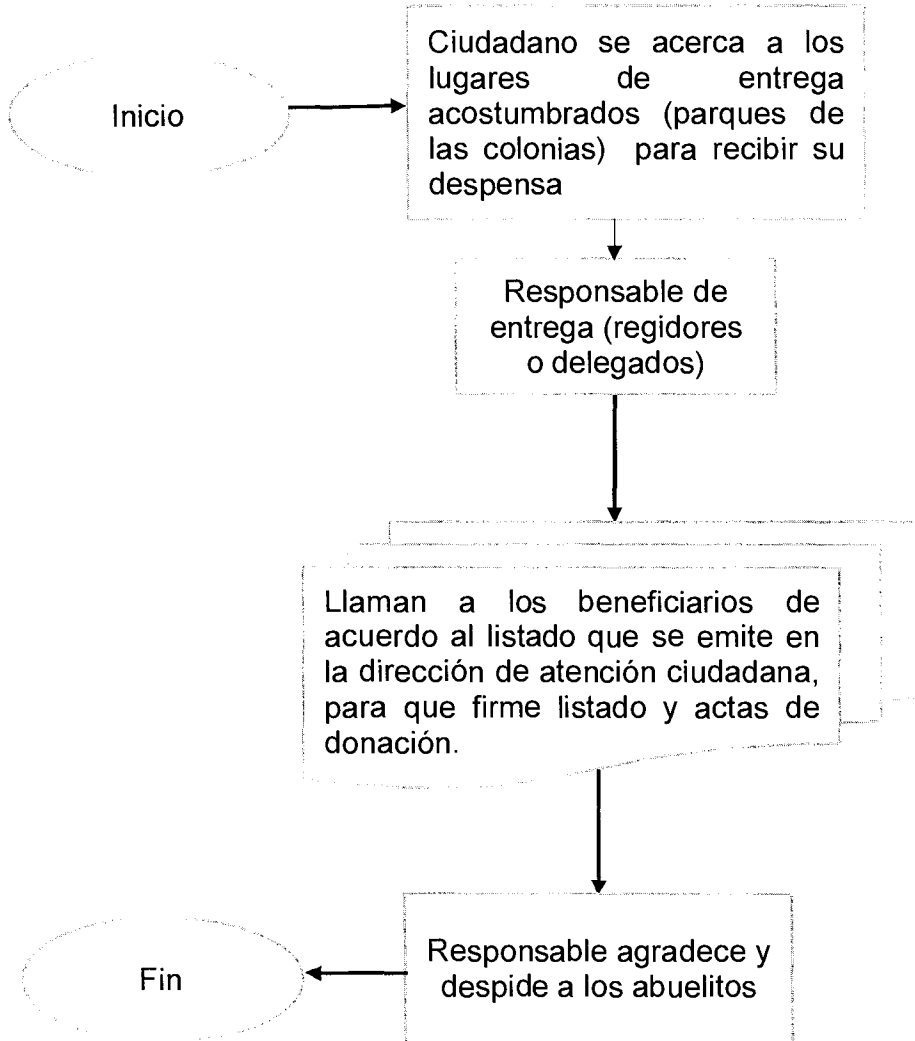 Inicio
Ciudadano se acerca a los
lugares de entrega
acostumbrados (parques de
las colonias) para recibir su
despensa
Responsable de
entrega (regidores
o delegados)
Llaman a los beneficiarios de
acuerdo al listado que se emite en
la dirección de atención ciudadana,
para que firme listado y actas de
donación.
Responsable agradece y
despide a los abuelitos
Fin